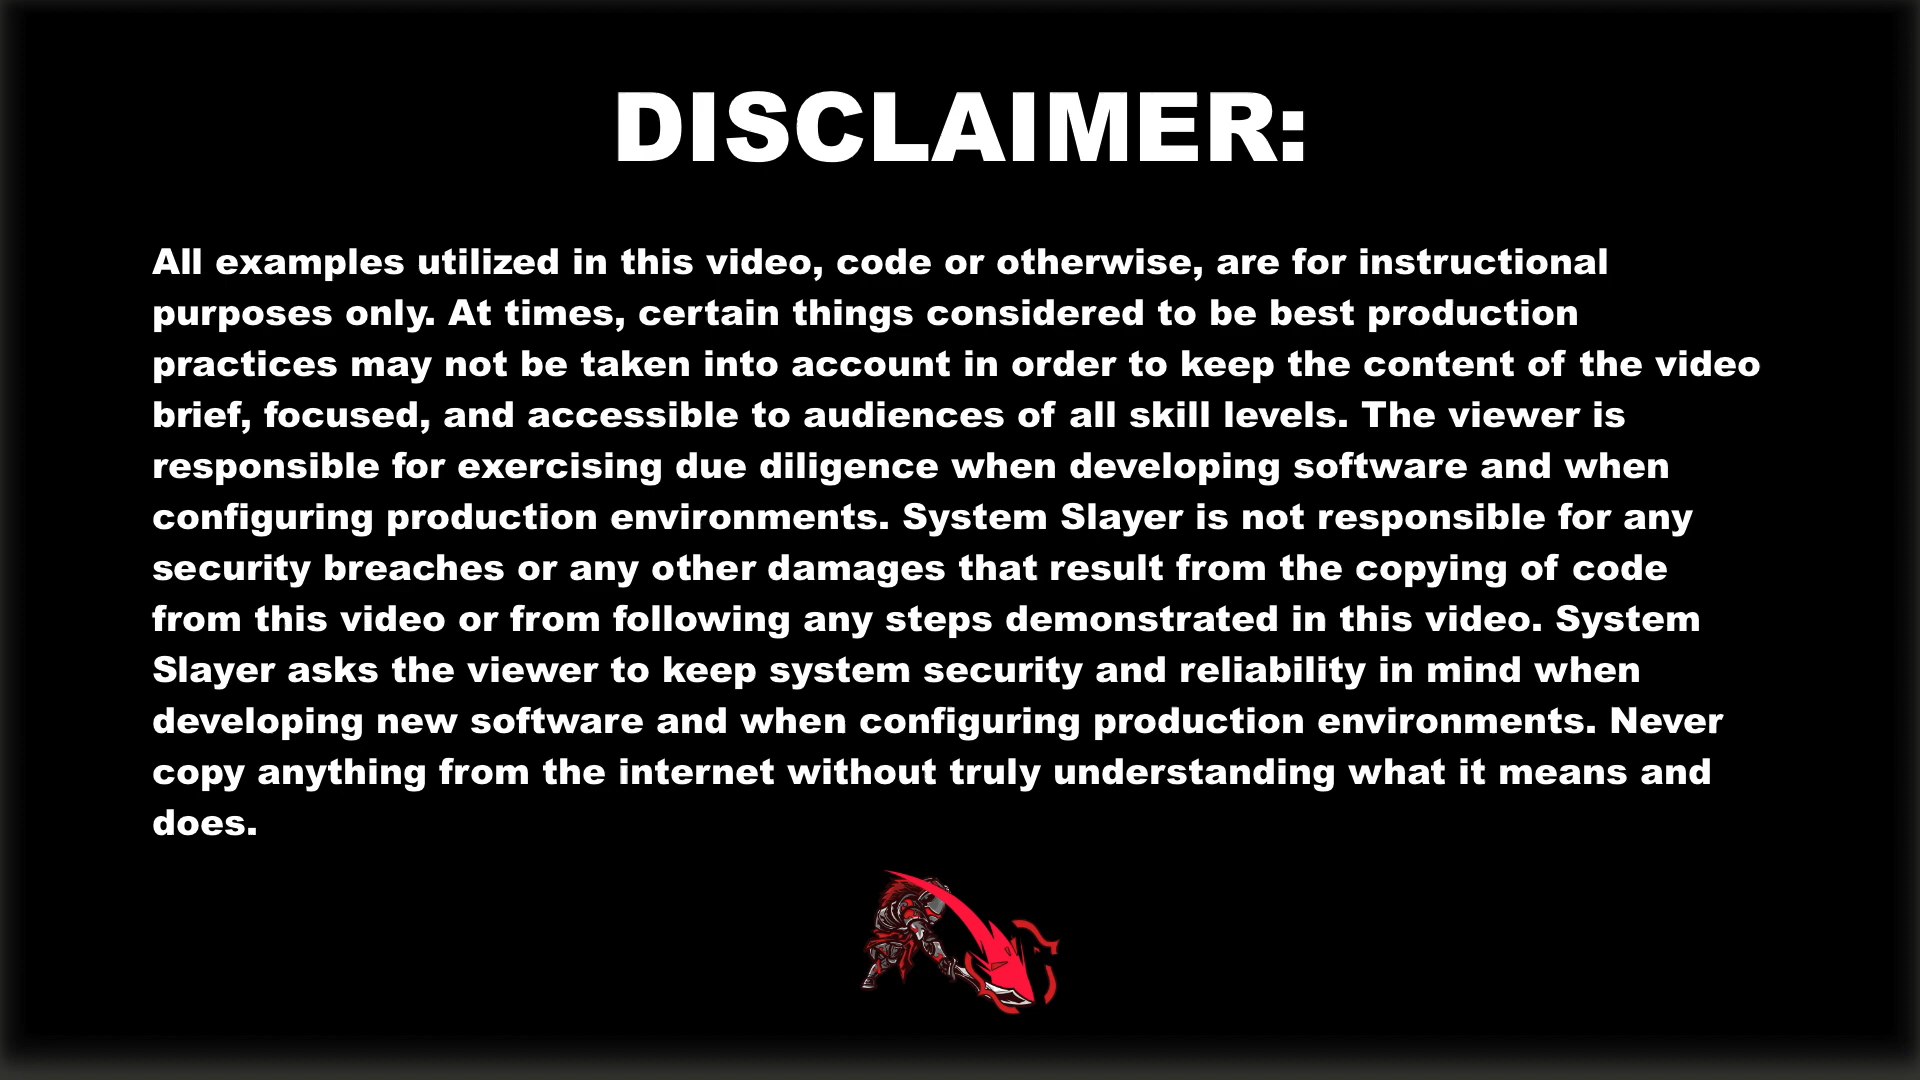 DISCLAIMER:
All examples utilized in this video, code or otherwise, are for instructional
purposes only. At times, certain things considered to be best production
practices may not be taken into account in order to keep the content of the video
brief, focused, and accessible to audiences of all skill levels. The viewer is
responsible for exercising due diligence when developing software and when
configuring production environments. System Slayer is not responsible for any
security breaches or any other damages that result from the copying of code
from this video or from following any steps demonstrated in this video. System
Slayer asks the viewer to keep system security and reliability in mind when
developing new software and when configuring production environments. Never
copy anything from the internet without truly understanding what it means and
does.